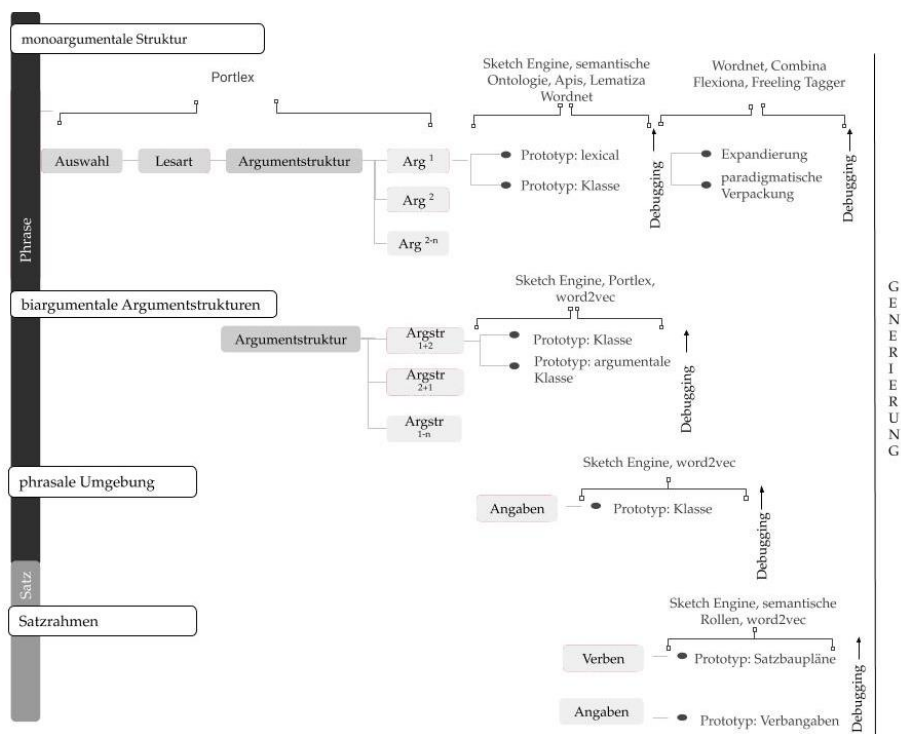 monoargumentale Struktur
Portlex
Sketch Engine, semantische
Ontologie, Apis, Lematiza
Wordnet
Wordnet, Combina
Flexiona, Freeling Tagger
Auswahl
Lesart
Argumentstruktur
Arg 1
Arg 2
Arg 2-n
Prototyp: lexical
Prototyp: Klasse
Debugging
Expandierung
paradigmatische
Verpackung
Debugging
Phrase
biargumentale Argumentstrukturen
Sketch Engine, Portlex,
word2vec
Argumentstruktur
Argstr
1+2
Argstr
2+1
Argstr
1-n
Prototyp: Klasse
Prototyp: argumentale
Klasse
Debugging
GENERIERUNG
phrasale Umgebung
Sketch Engine, word2vec
Angaben
Prototyp: Klasse
Debugging
Satz
Satzrahmen
Sketch Engine, semantische
Rollen, word2vec
Verben
Prototyp: Satzbaupläne
Angaben
Prototyp: Verbangaben
Debugging